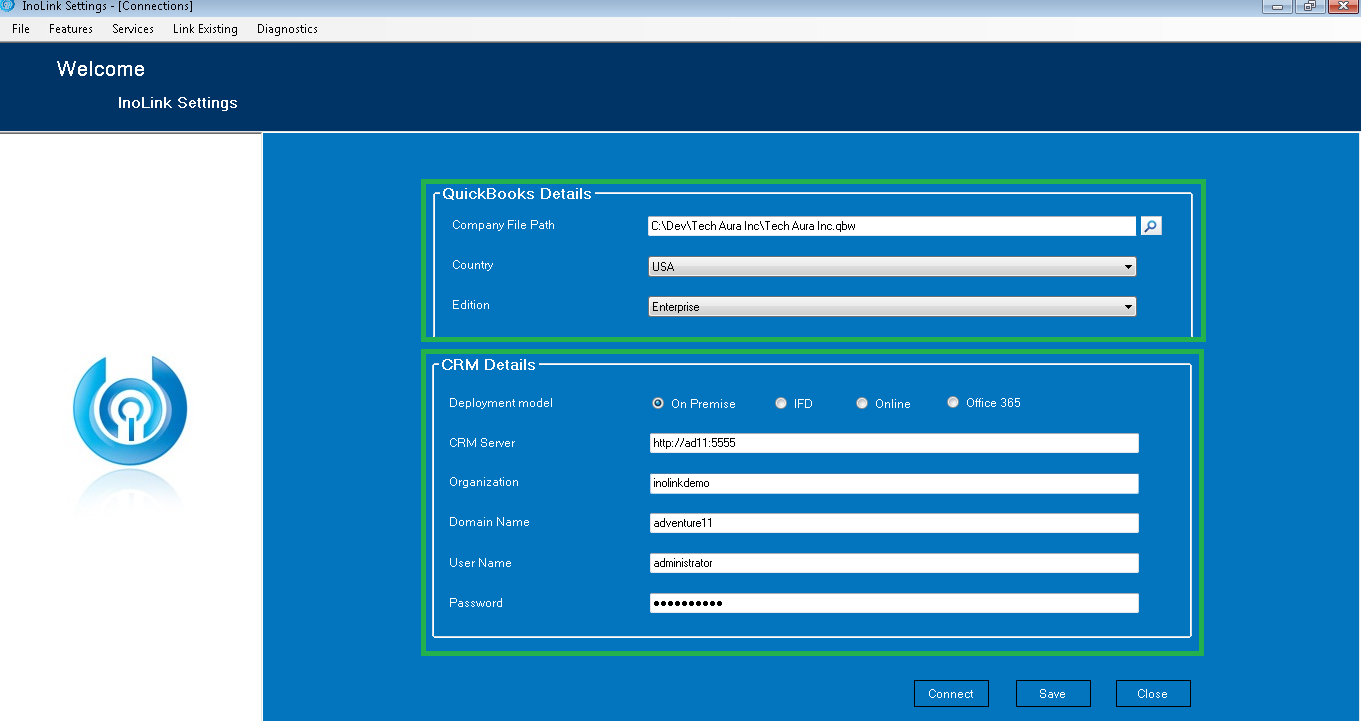 InoLink Settings - [Connections]
File Features Services Link Existing Diagnostics
Welcome
InoLink Settings
QuickBooks Details
Company File Path C:\Dev\Tech Aura Inc\Tech Aura Inc.qbw
Country USA
Edition Enterprise
CRM Details
Deployment model On Premise IFD Online Office 365
CRM Server http://ad11:5555
Organization inolinkdemo
Domain Name adventure11
User Name administrator
Password ●●●●●●●●●●
Connect Save Close